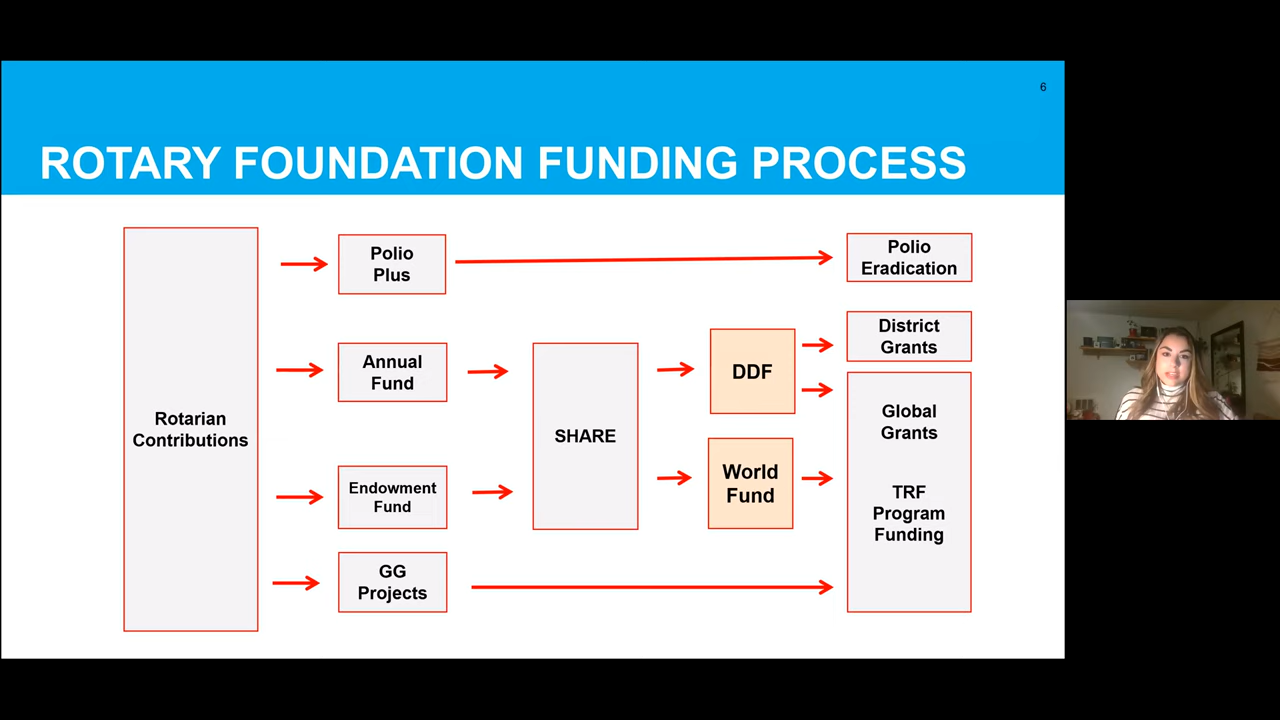 6
ROTARY FOUNDATION FUNDING PROCESS
Rotarian
Contributions
Polio
Plus
Annual
Fund
Endowment
Fund
GG
Projects
SHARE
DDF
World
Fund
Polio
Eradication
District
Grants
Global
Grants
TRF
Program
Funding